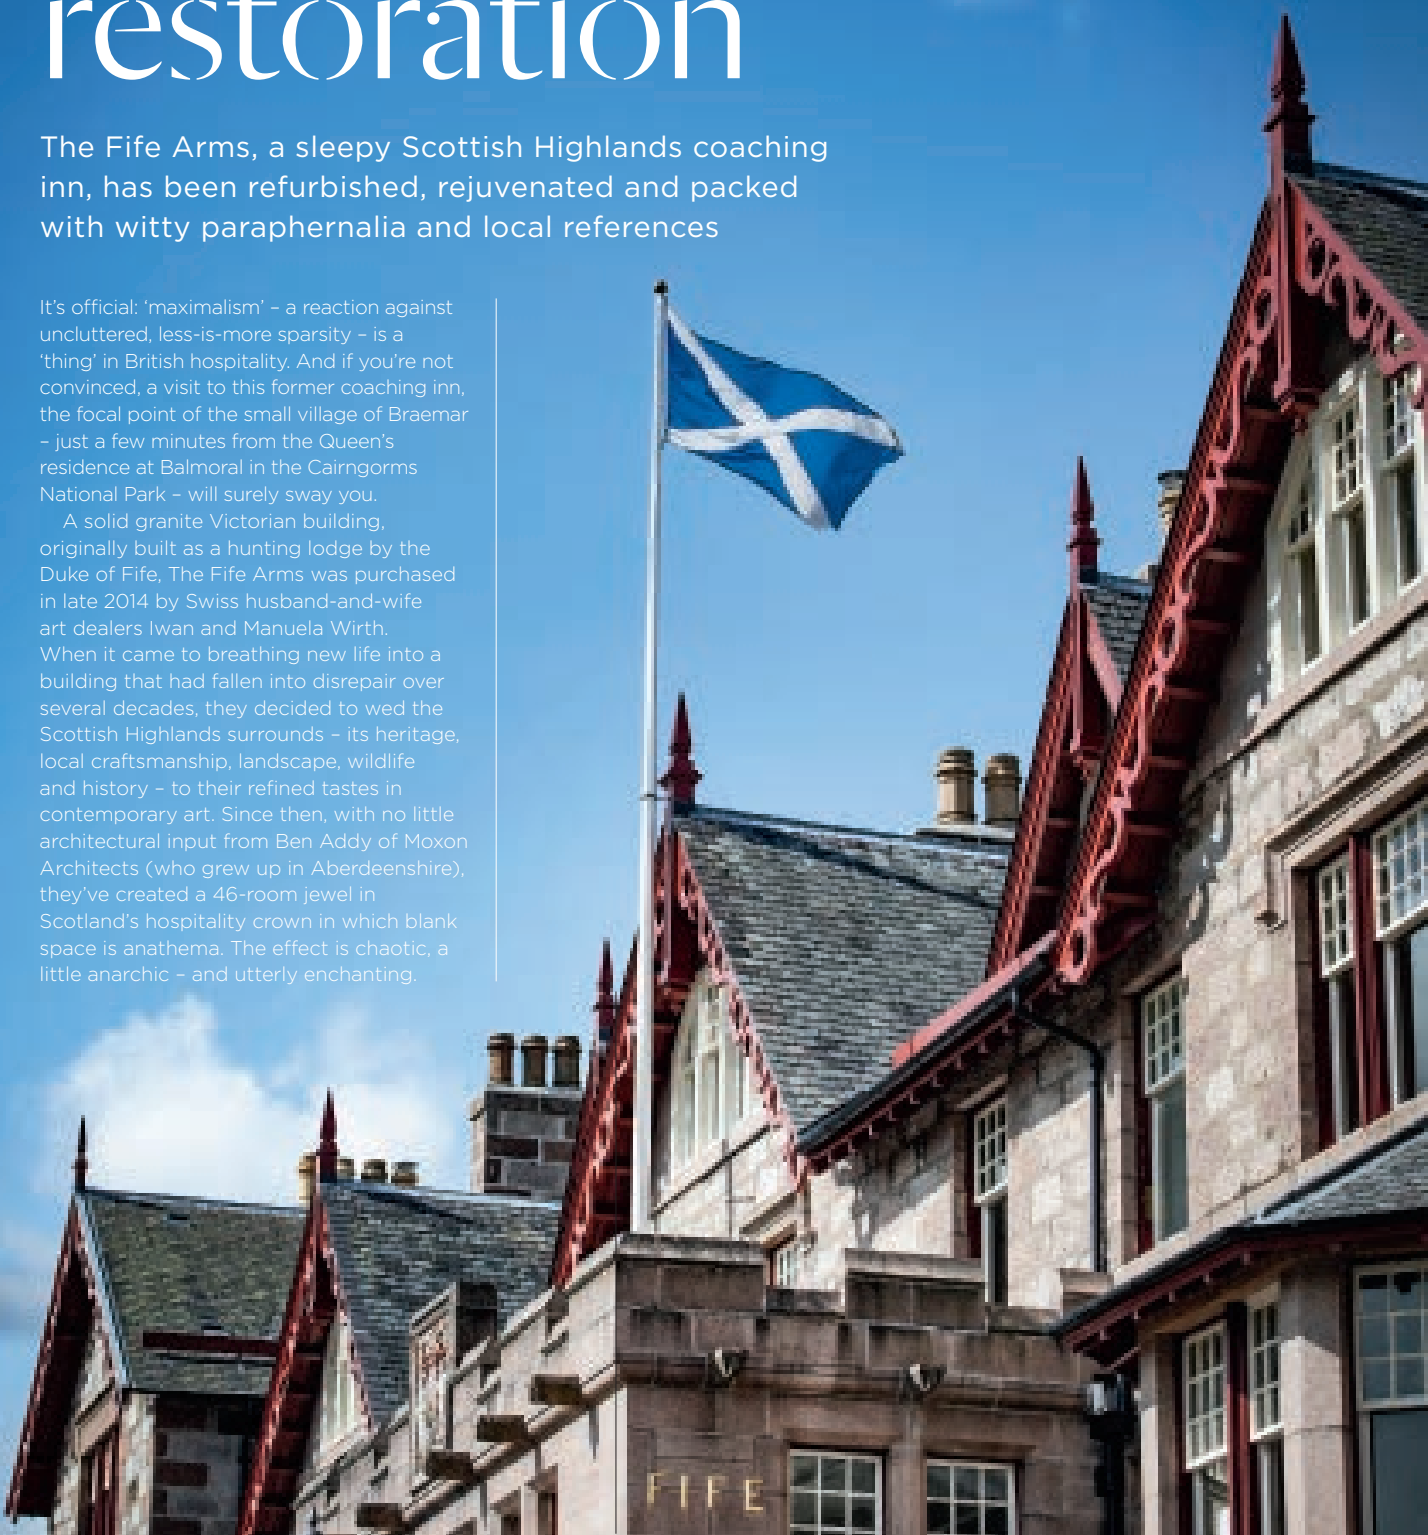 restoration
The Fife Arms, a sleepy Scottish Highlands coaching
inn, has been refurbished, rejuvenated and packed
with witty paraphernalia and local references
It's official: ‘maximalism’ – a reaction against
uncluttered, less-is-more sparsity – is a
‘thing’ in British hospitality. And if you're not
convinced, a visit to this former coaching inn,
the focal point of the small village of Braemar
– just a few minutes from the Queen's
residence at Balmoral in the Cairngorms
National Park – will surely sway you.
A solid granite Victorian building,
originally built as a hunting lodge by the
Duke of Fife, The Fife Arms was purchased
in late 2014 by Swiss husband-and-wife
art dealers Iwan and Manuela Wirth.
When it came to breathing new life into a
building that had fallen into disrepair over
several decades, they decided to wed the
Scottish Highlands surrounds – its heritage,
local craftsmanship, landscape, wildlife
and history – to their refined tastes in
contemporary art. Since then, with no little
architectural input from Ben Addy of Moxon
Architects (who grew up in Aberdeenshire),
they've created a 46-room jewel in
Scotland's hospitality crown in which blank
space is anathema. The effect is chaotic, a
little anarchic – and utterly enchanting.
FIFE